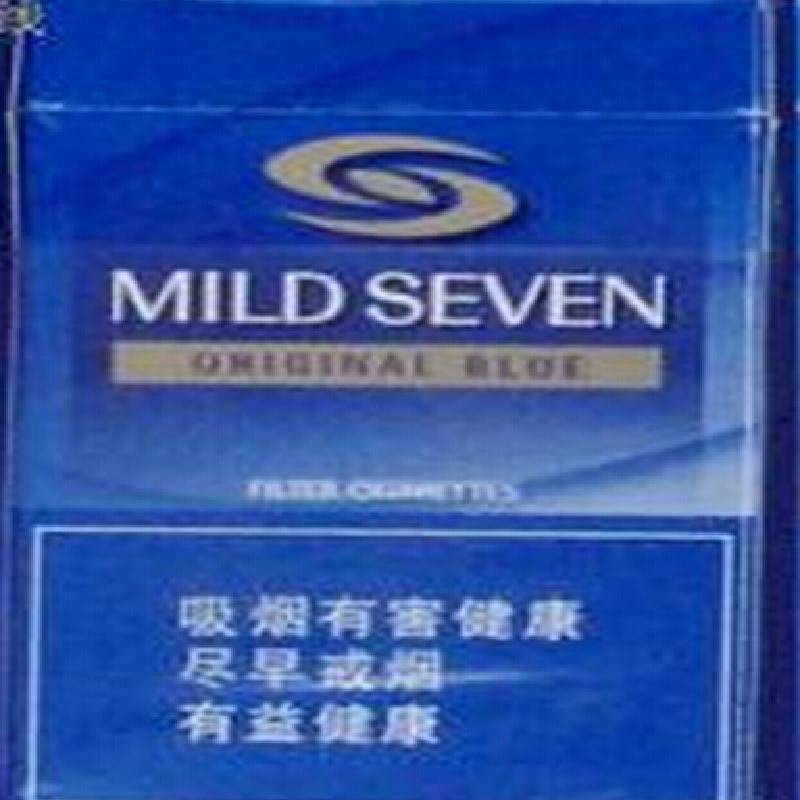 MILD SEVEN
ORIGINAL BLUE
FILTER CIGARETTES
吸烟有害健康
尽早戒烟
有益健康